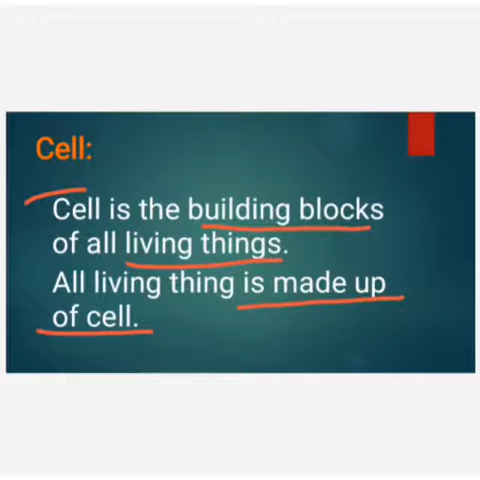 Cell:
Cell is the building blocks
of all living things.
All living thing is made up
of cell.